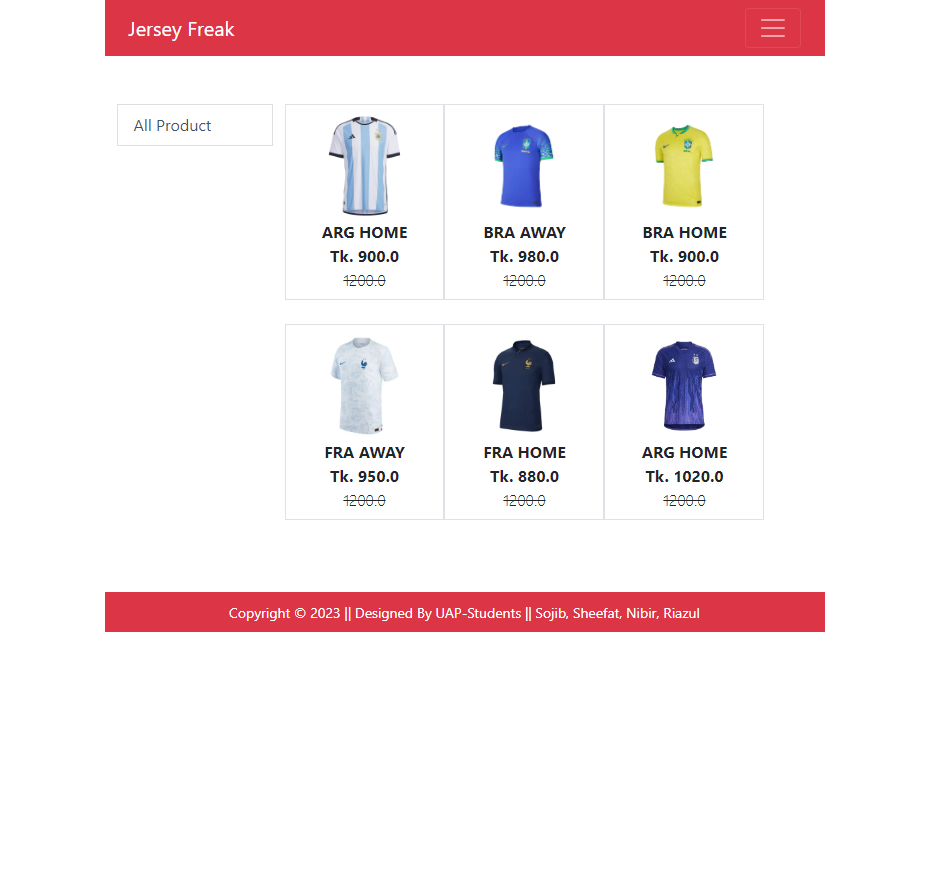 Jersey Freak
All Product
ARG HOME
Tk. 900.0
1200.0
BRA AWAY
Tk. 980.0
1200.0
BRA HOME
Tk. 900.0
1200.0
FRA AWAY
Tk. 950.0
1200.0
FRA HOME
Tk. 880.0
1200.0
ARG HOME
Tk. 1020.0
1200.0
Copyright © 2023 || Designed By UAP-Students || Sojib, Sheefat, Nibir, Riazul